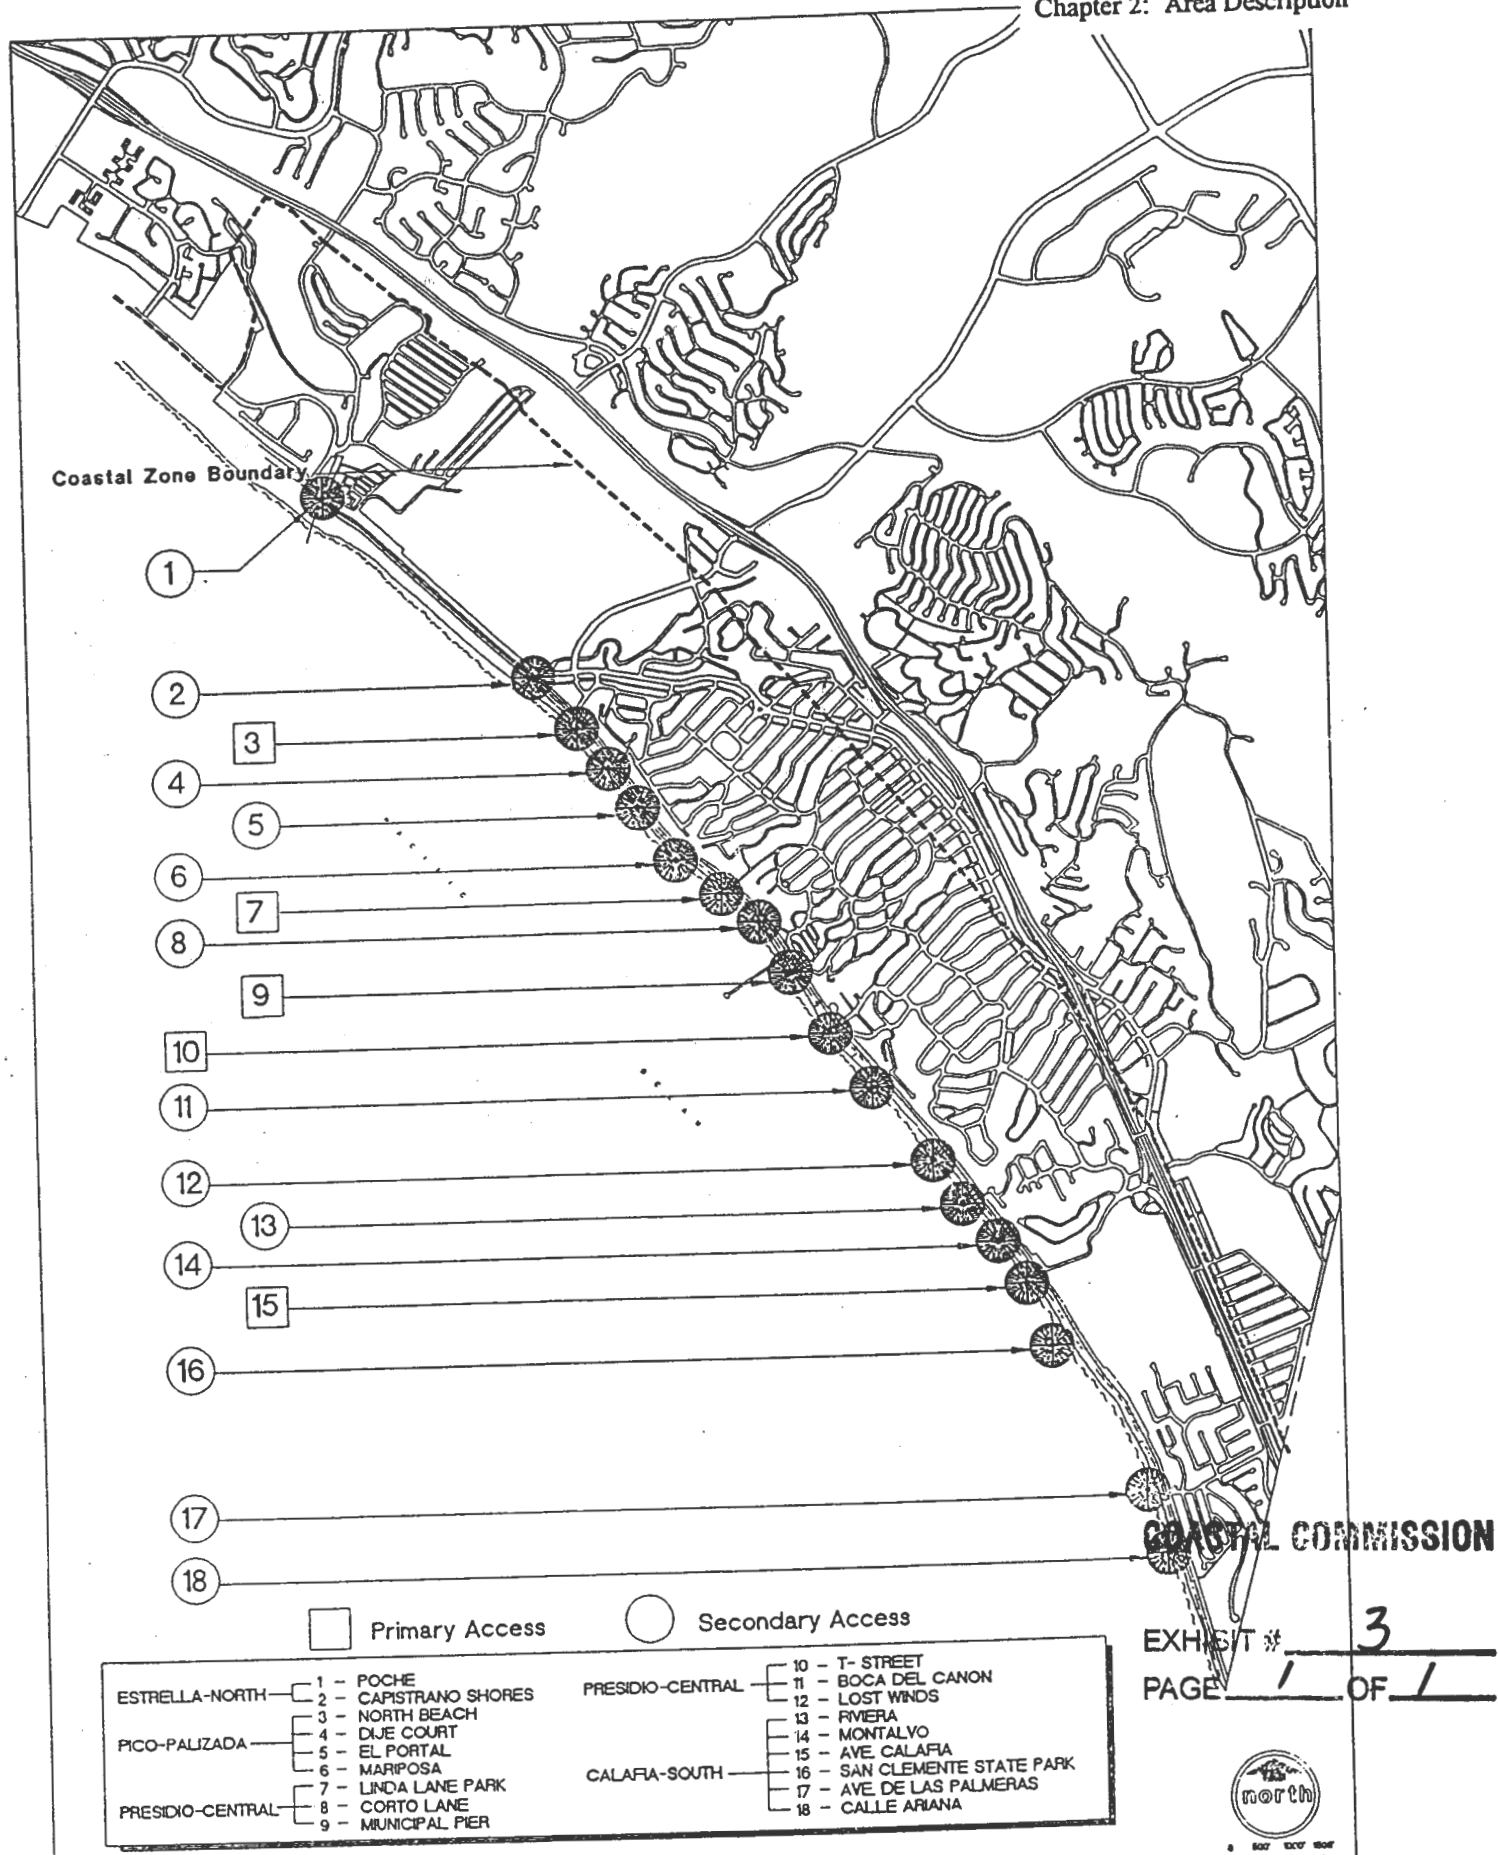 Chapter 2: Area Description
Coastal Zone Boundary
1
2
3
4
5
6
7
8
9
10
11
12
13
14
15
16
17
18
COASTAL COMMISSION
Primary Access
Secondary Access
EXHIBIT # 3
PAGE 1 OF 1
ESTRELLA-NORTH
1 - POCHE
2 - CAPISTRANO SHORES
PICO-PALIZADA
3 - NORTH BEACH
4 - DIJE COURT
5 - EL PORTAL
6 - MARIPOSA
PRESIDIO-CENTRAL
7 - LINDA LANE PARK
8 - CORTO LANE
9 - MUNICIPAL PIER
PRESIDIO-CENTRAL
10 - T- STREET
11 - BOCA DEL CANON
12 - LOST WINDS
CALAFIA-SOUTH
13 - RIVIERA
14 - MONTALVO
15 - AVE. CALAFIA
16 - SAN CLEMENTE STATE PARK
17 - AVE. DE LAS PALMERAS
18 - CALLE ARIANA
north